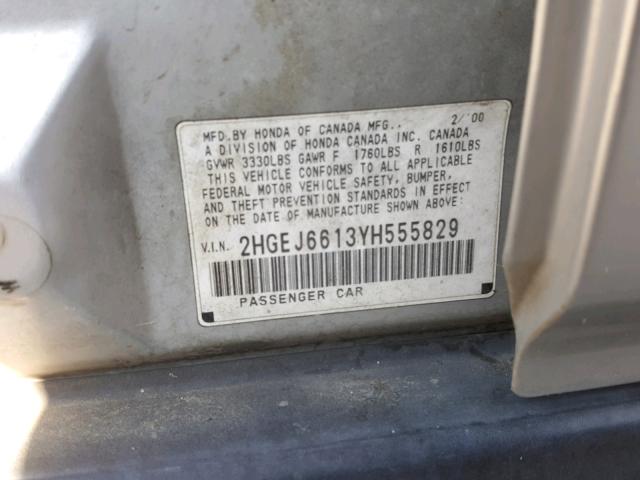 MFD. BY HONDA OF CANADA MFG., 2/'00
A DIVISION OF HONDA CANADA INC. CANADA
GVWR 3330LBS GAWR F 1760LBS R 1610LBS
THIS VEHICLE CONFORMS TO ALL APPLICABLE
FEDERAL MOTOR VEHICLE SAFETY, BUMPER,
AND THEFT PREVENTION STANDARDS IN EFFECT
ON THE DATE OF MANUFACTURE SHOWN ABOVE:
V.I.N. 2HGEJ6613YH555829
PASSENGER CAR